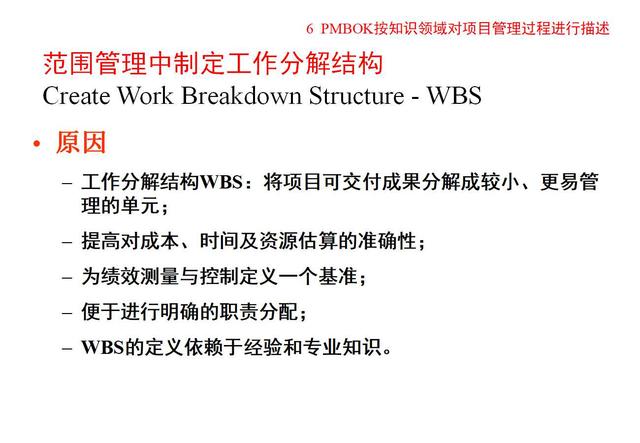 6 PMBOK按知识领域对项目管理过程进行描述
范围管理中制定工作分解结构
Create Work Breakdown Structure - WBS
• 原因
– 工作分解结构WBS：将项目可交付成果分解成较小、更易管
理的单元；
– 提高对成本、时间及资源估算的准确性；
– 为绩效测量与控制定义一个基准；
– 便于进行明确的职责分配；
– WBS的定义依赖于经验和专业知识。